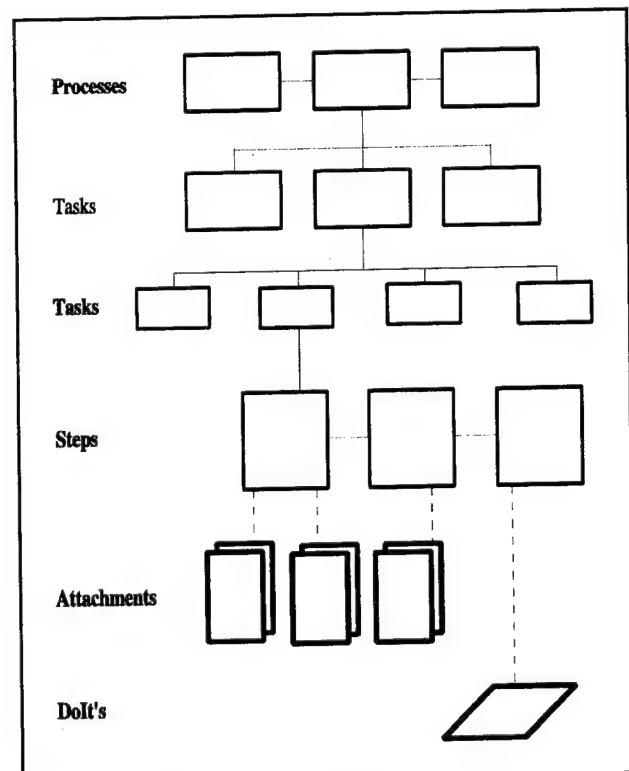 Processes
Tasks
Tasks
Steps
Attachments
DoIt's